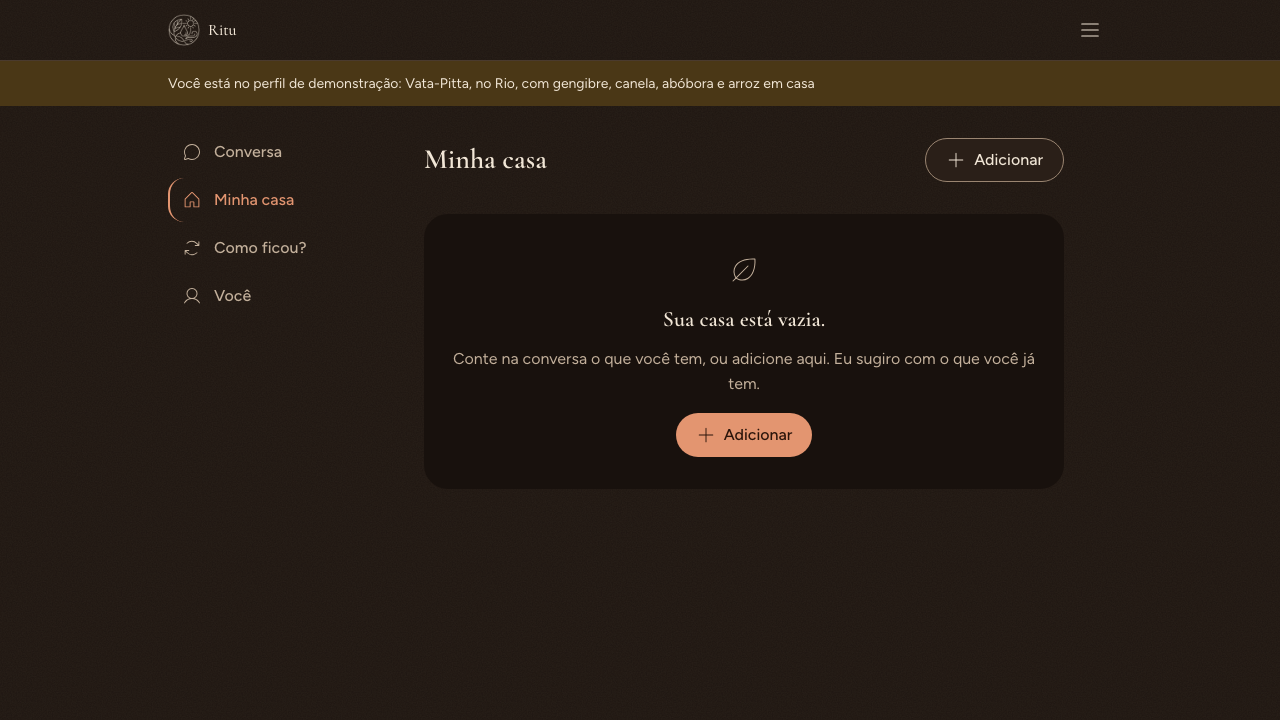 Ritu
Você está no perfil de demonstração: Vata-Pitta, no Rio, com gengibre, canela, abóbora e arroz em casa
Conversa
Minha casa
Como ficou?
Você
Minha casa
Adicionar
Sua casa está vazia.
Conte na conversa o que você tem, ou adicione aqui. Eu sugiro com o que você já
tem.
Adicionar